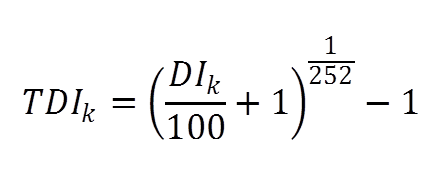 TDI_k = (DI_k/100 + 1)^(1/252) − 1